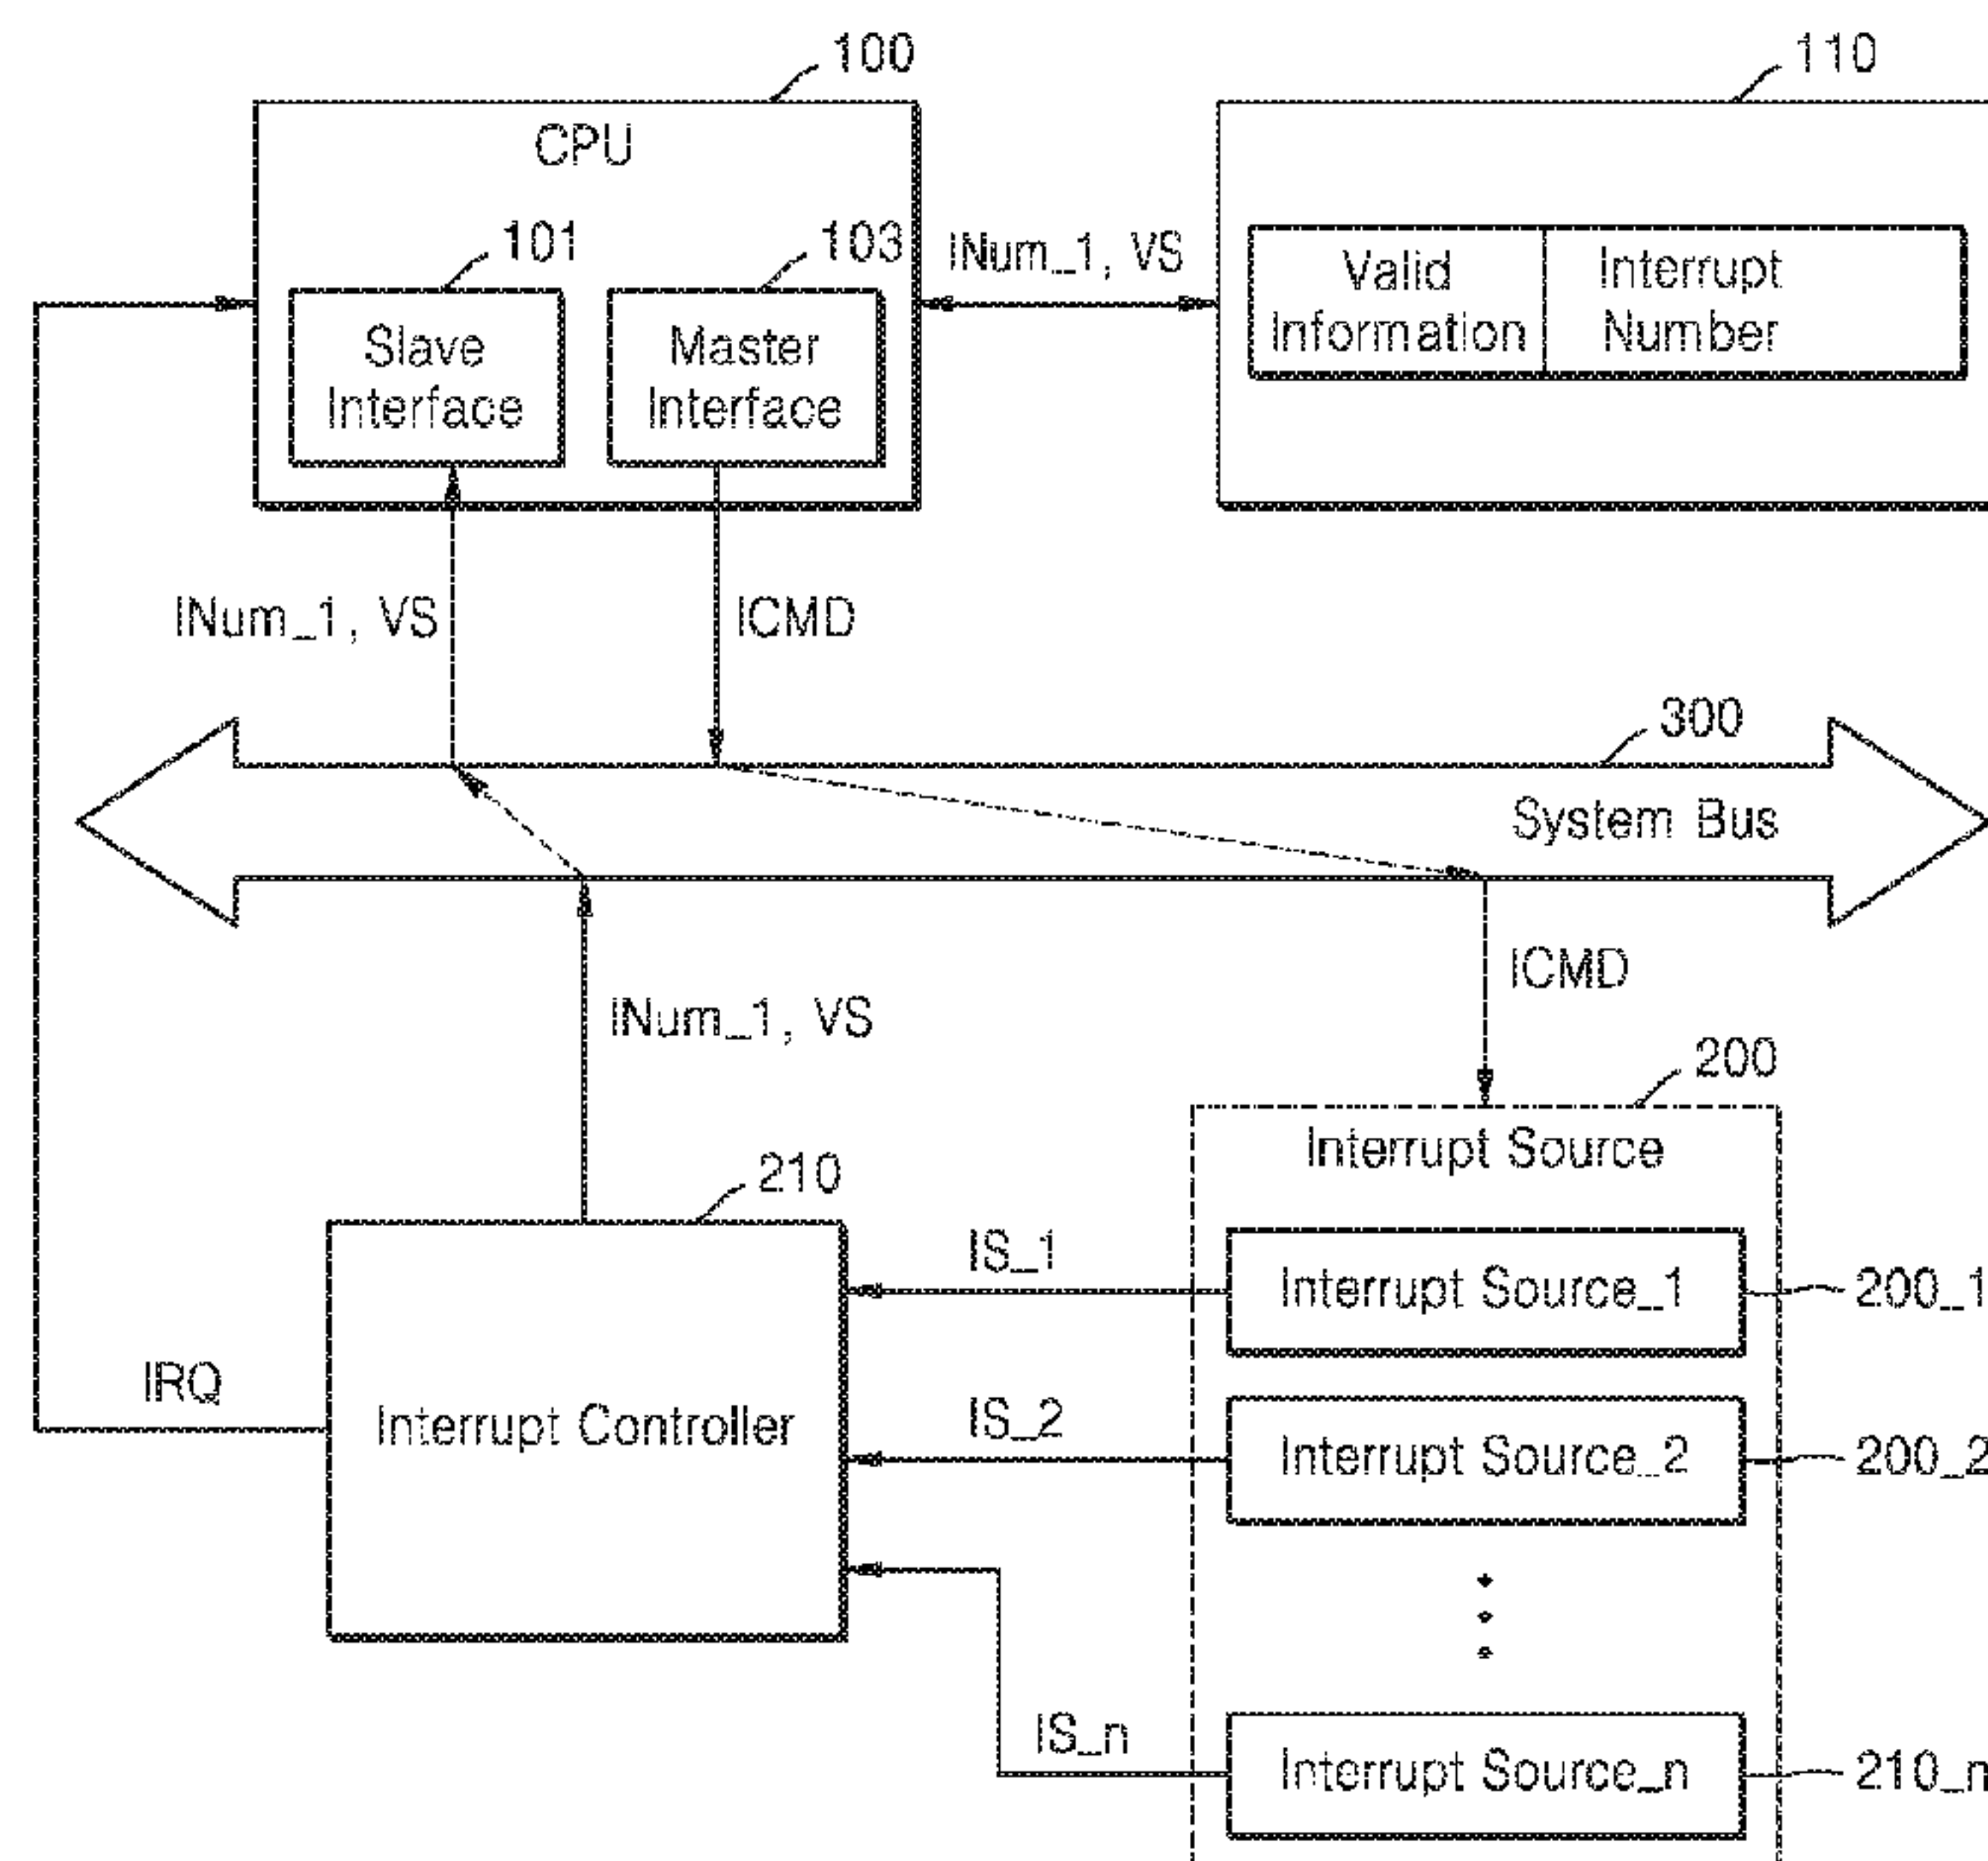 100
110
CPU
101
103
Slave
Interface
Master
Interface
INum_1, VS
Valid
Information
Interrupt
Number
INum_1, VS
ICMD
300
System Bus
ICMD
INum_1, VS
200
Interrupt Source
210
IS_1
Interrupt Source_1
200_1
IRQ
Interrupt Controller
IS_2
Interrupt Source_2
200_2
IS_n
Interrupt Source_n
210_n